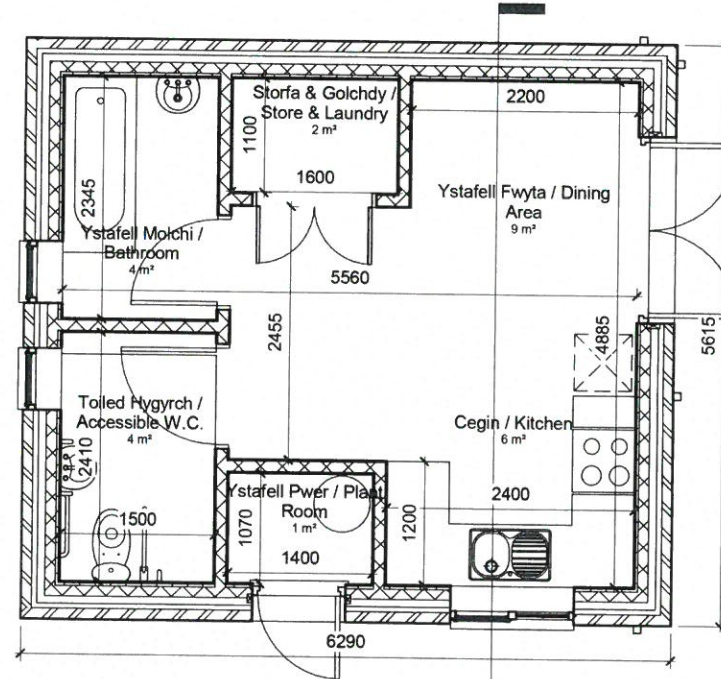 Storfa & Golchdy /
Store & Laundry
2 m²
2200
1100
1600
2345
Ystafell Fwyta / Dining
Area
9 m²
Ystafell Molchi /
Bathroom
4 m²
5560
2455
4885
5615
Toiled Hygyrch /
Accessible W.C.
4 m²
2410
1500
Cegin / Kitchen
6 m²
Ystafell Pwer / Plant
Room
1 m²
1070
1400
1200
2400
6290